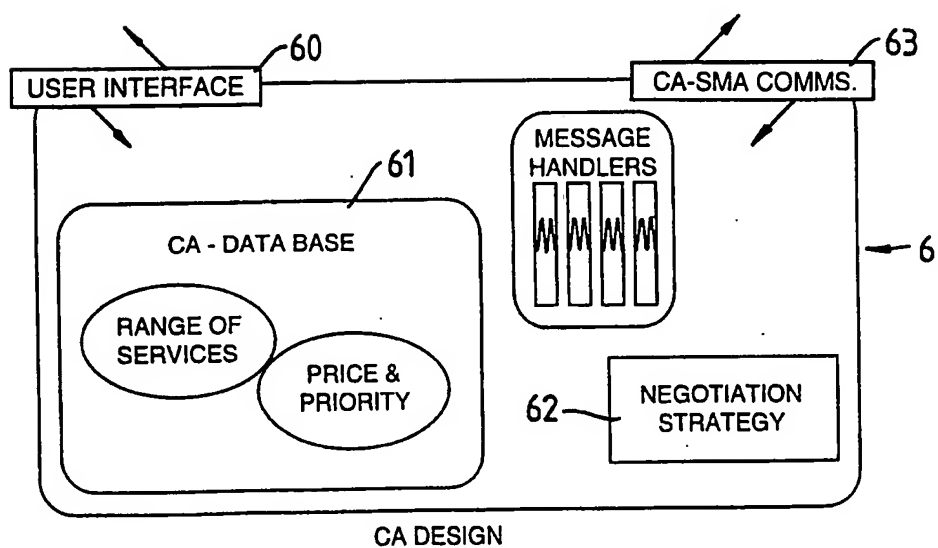 60
63
USER INTERFACE
CA-SMA COMMS.
MESSAGE
HANDLERS
61
CA - DATA BASE
6
RANGE OF
SERVICES
PRICE &
PRIORITY
62
NEGOTIATION
STRATEGY
CA DESIGN